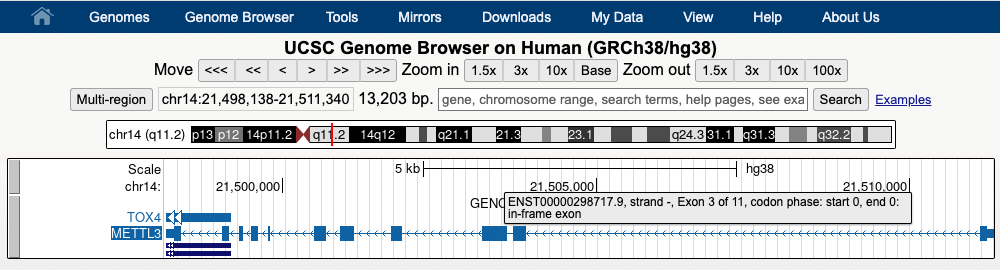 Genomes Genome Browser Tools Mirrors Downloads My Data View Help About Us
UCSC Genome Browser on Human (GRCh38/hg38)
Move <<< << < > >> >>> Zoom in 1.5x 3x 10x Base Zoom out 1.5x 3x 10x 100x
Multi-region chr14:21,498,138-21,511,340 13,203 bp. gene, chromosome range, search terms, help pages, see exa Search Examples
chr14 (q11.2) p13 p12 14p11.2 q11.2 14q12 q21.1 21.3 23.1 q24.3 31.1 q31.3 q32.2
Scale 5 kb hg38
chr14: 21,500,000 21,505,000 21,510,000
GENC
ENST00000298717.9, strand -, Exon 3 of 11, codon phase: start 0, end 0:
in-frame exon
TOX4
METTL3